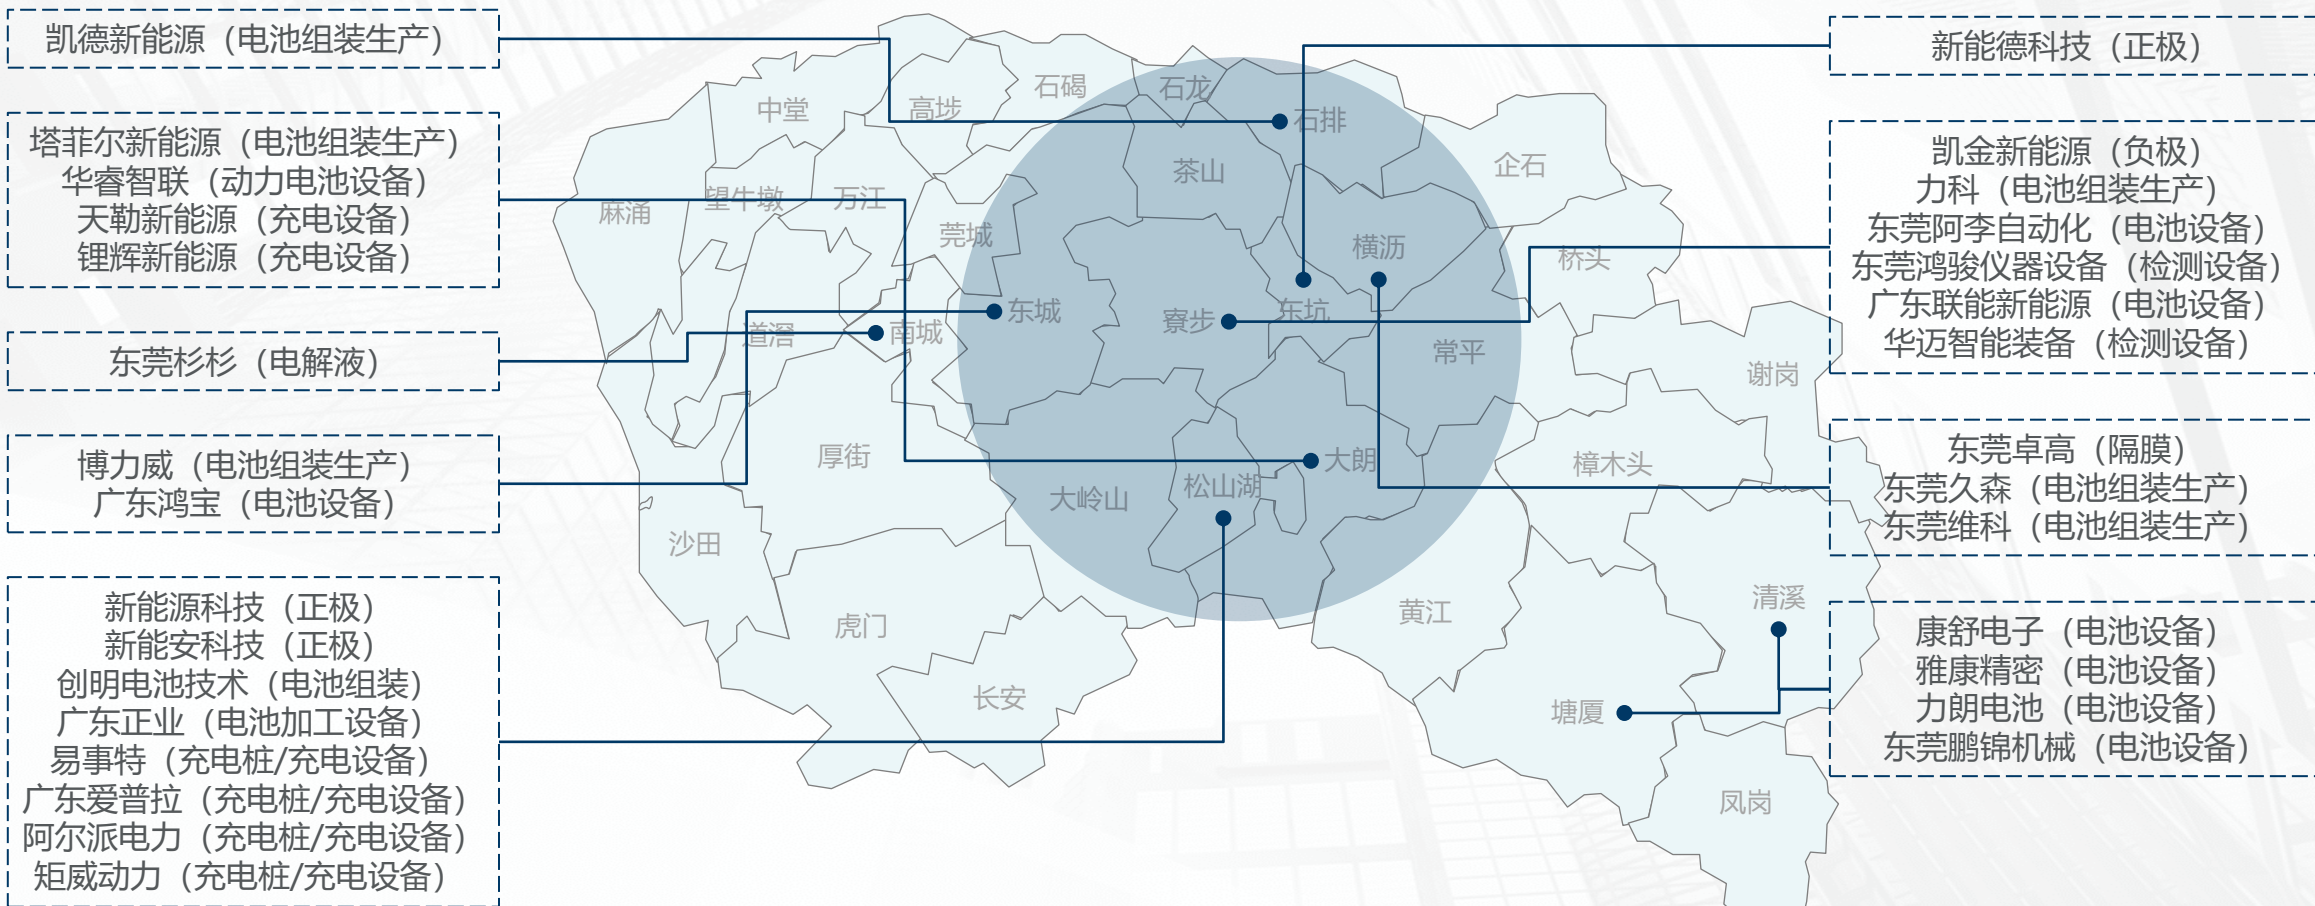 凯德新能源（电池组装生产）
塔菲尔新能源（电池组装生产）
华睿智联（动力电池设备）
天勒新能源（充电设备）
锂辉新能源（充电设备）
东莞杉杉（电解液）
博力威（电池组装生产）
广东鸿宝（电池设备）
新能源科技（正极）
新能安科技（正极）
创明电池技术（电池组装）
广东正业（电池加工设备）
易事特（充电桩/充电设备）
广东爱普拉（充电桩/充电设备）
阿尔派电力（充电桩/充电设备）
矩威动力（充电桩/充电设备）
中堂
高埗
石碣
石龙
石排
茶山
企石
麻涌
望牛墩
万江
莞城
横沥
桥头
道滘
南城
东城
寮步
东坑
常平
谢岗
厚街
大岭山
松山湖
大朗
樟木头
沙田
虎门
长安
黄江
清溪
塘厦
凤岗
新能德科技（正极）
凯金新能源（负极）
力科（电池组装生产）
东莞阿李自动化（电池设备）
东莞鸿骏仪器设备（检测设备）
广东联能新能源（电池设备）
华迈智能装备（检测设备）
东莞卓高（隔膜）
东莞久森（电池组装生产）
东莞维科（电池组装生产）
康舒电子（电池设备）
雅康精密（电池设备）
力朗电池（电池设备）
东莞鹏锦机械（电池设备）